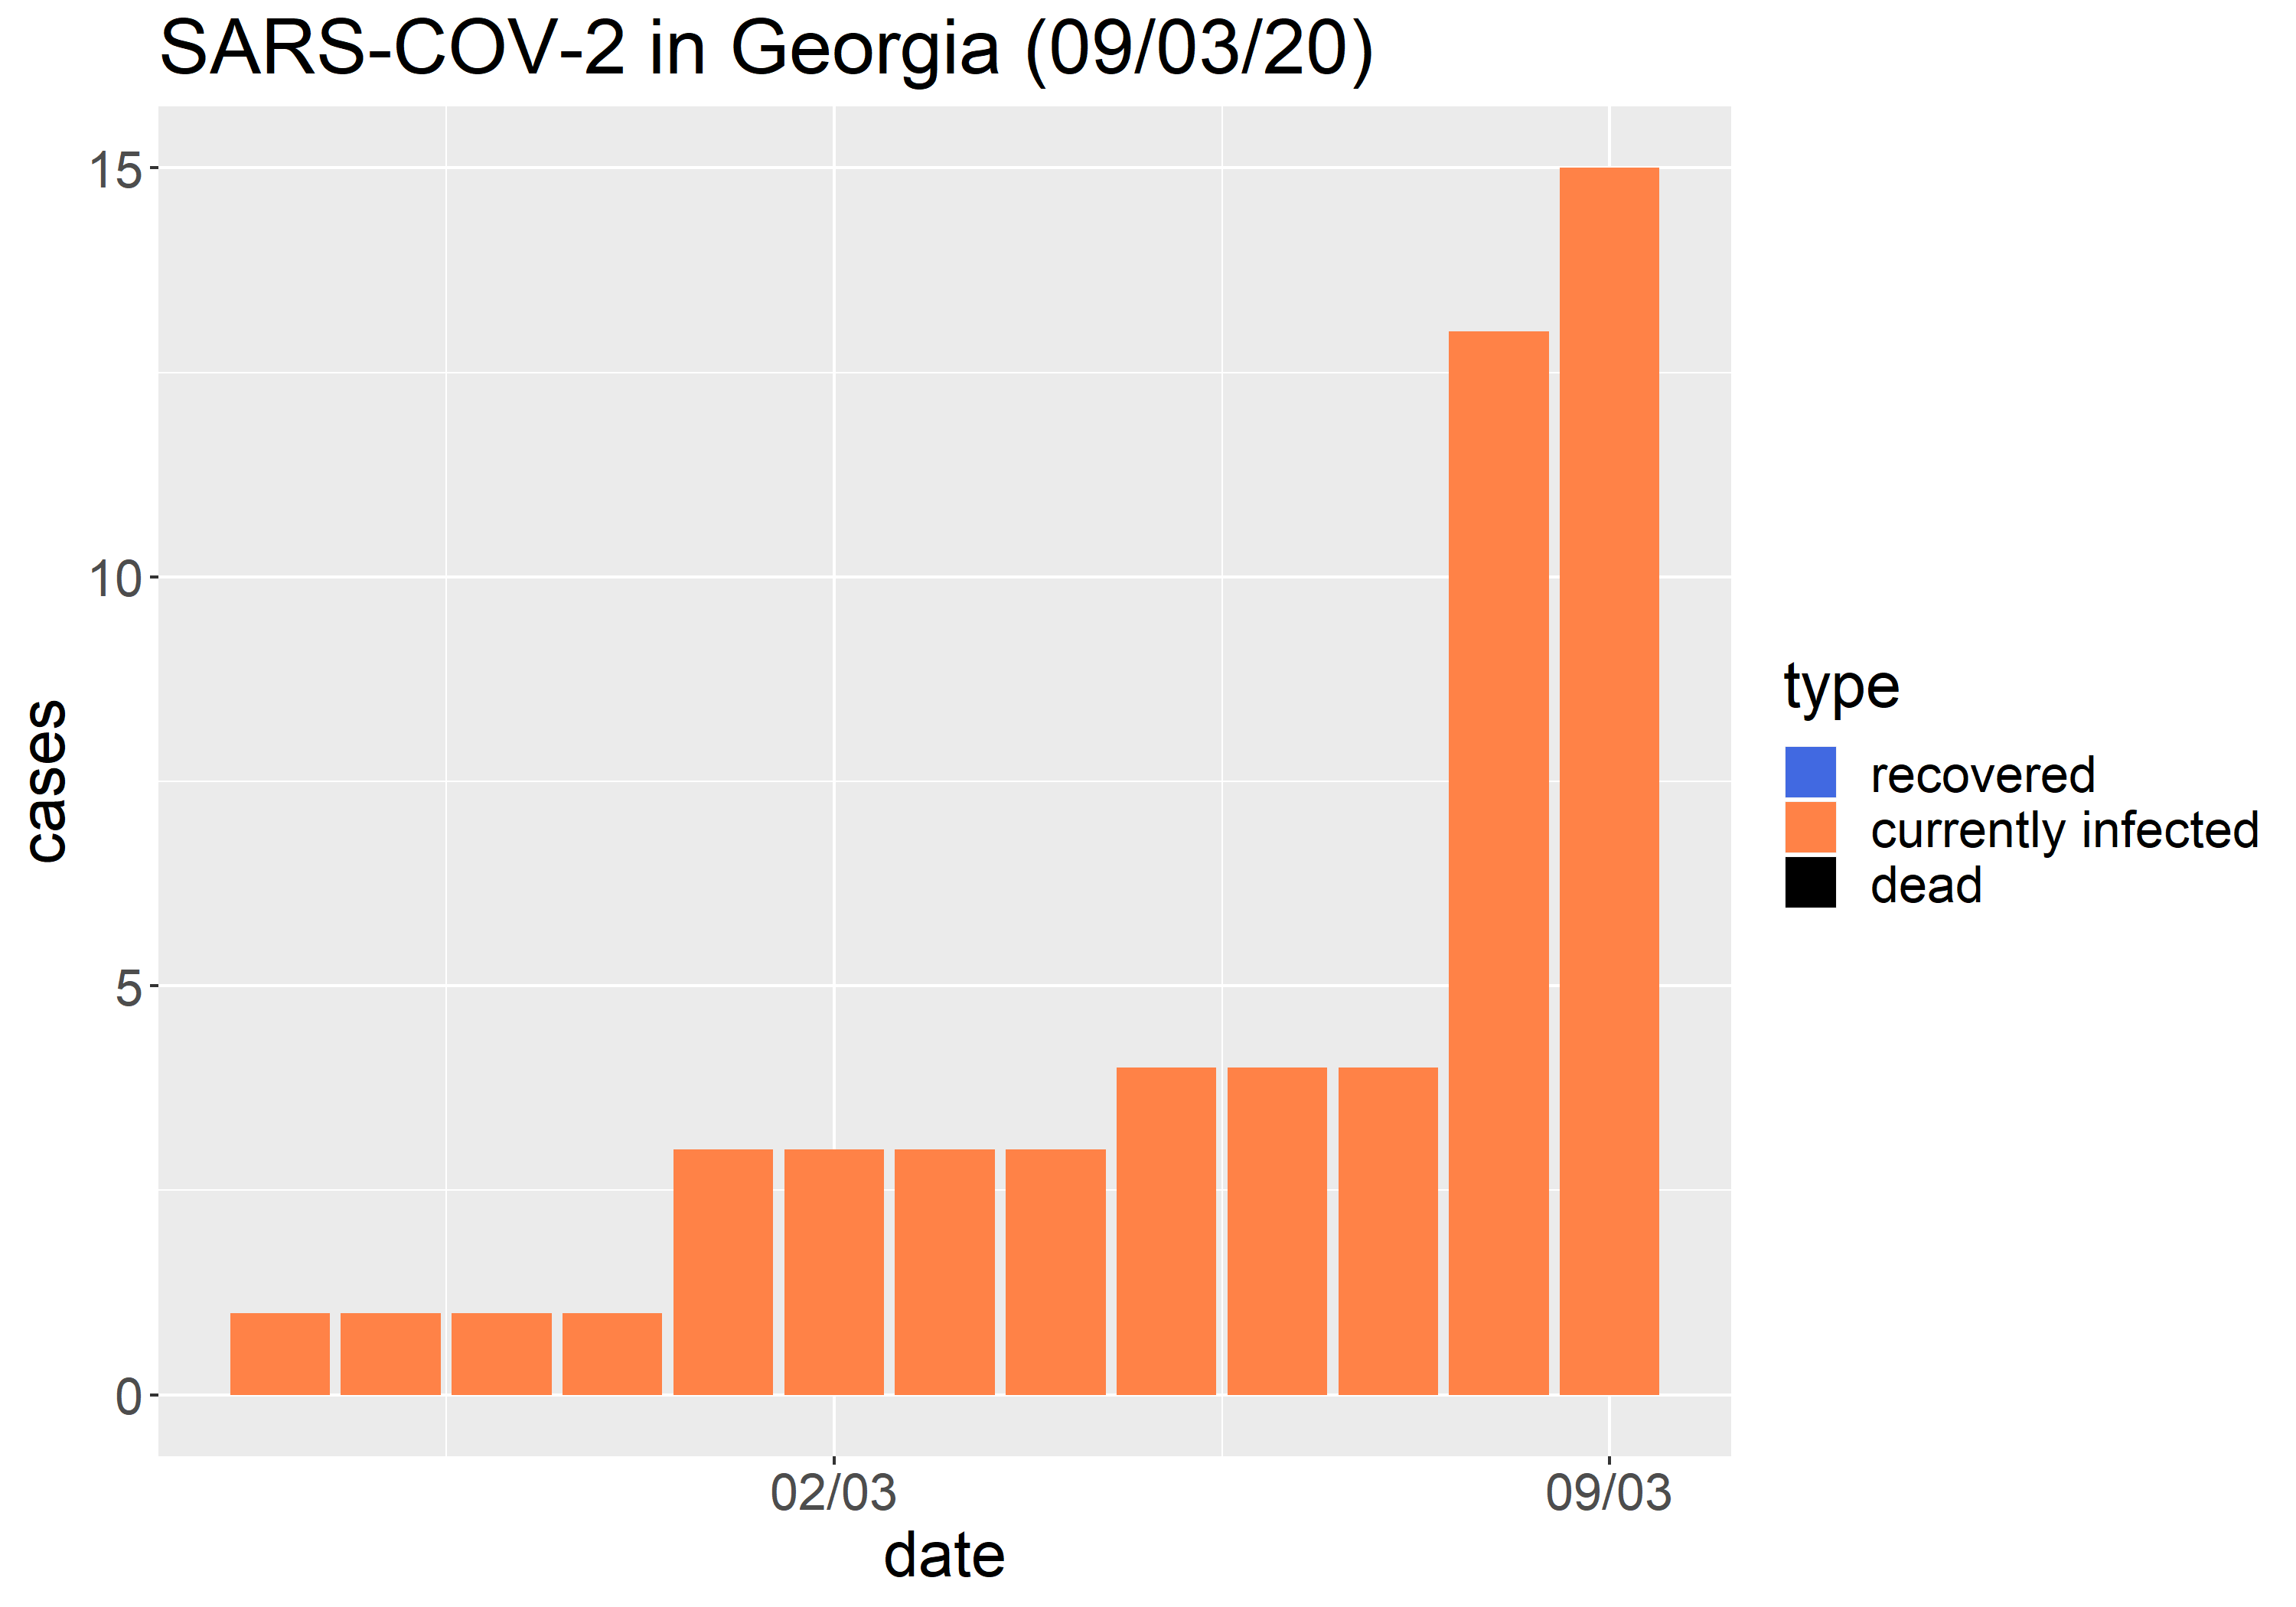 SARS-COV-2 in Georgia (09/03/20)
15
10
5
0
cases
02/03
09/03
date
type
recovered
currently infected
dead